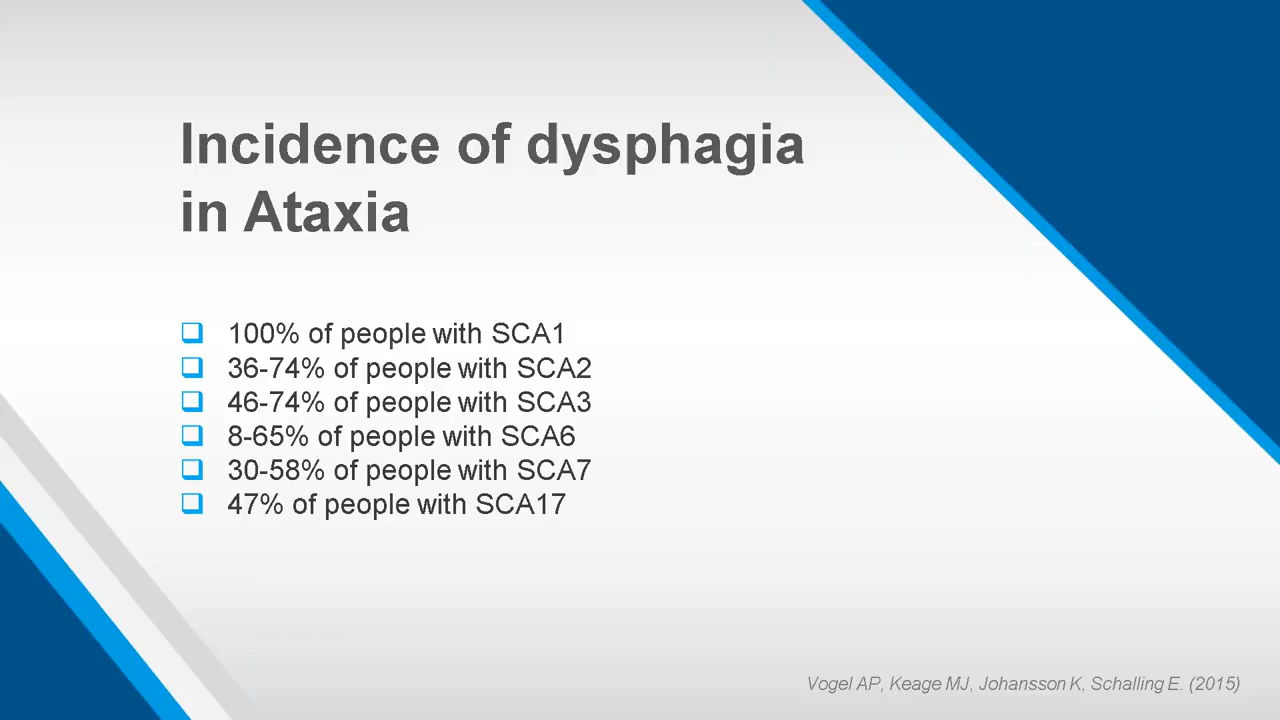 Incidence of dysphagia
in Ataxia
100% of people with SCA1
36-74% of people with SCA2
46-74% of people with SCA3
8-65% of people with SCA6
30-58% of people with SCA7
47% of people with SCA17
Vogel AP, Keage MJ, Johansson K, Schalling E. (2015)